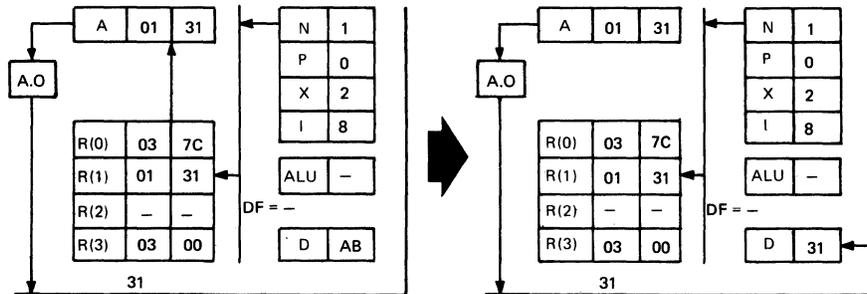 A 01 31
N 1
P 0
X 2
I 8
A.O
R(0) 03 7C
R(1) 01 31
R(2) – –
R(3) 03 00
ALU –
DF = –
D AB
31
A 01 31
N 1
P 0
X 2
I 8
A.O
R(0) 03 7C
R(1) 01 31
R(2) – –
R(3) 03 00
ALU –
DF = –
D 31
31